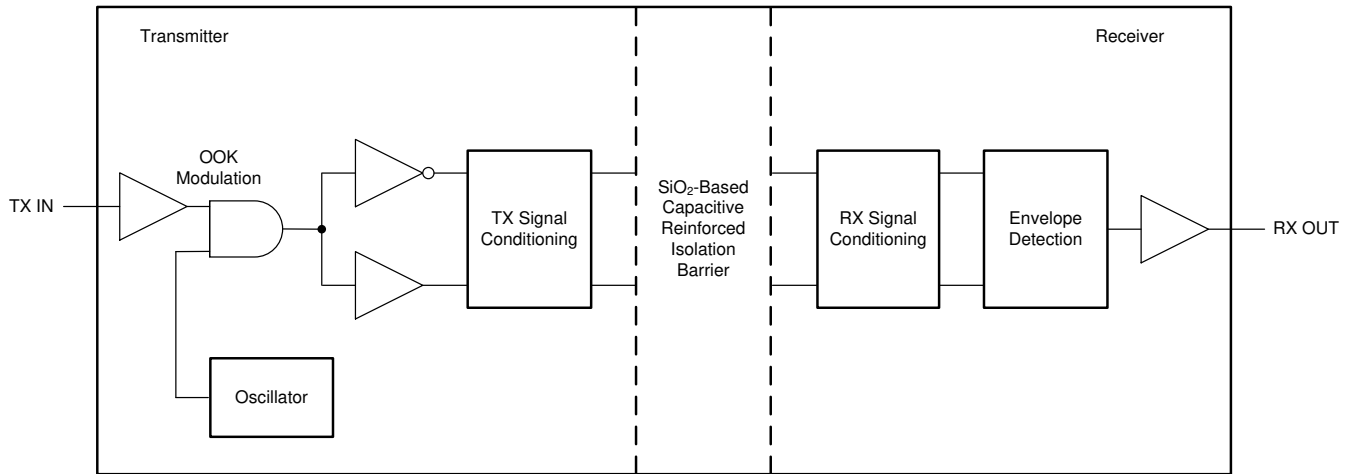 Transmitter
Receiver
OOK
Modulation
TX IN
TX Signal
Conditioning
SiO₂-Based
Capacitive
Reinforced
Isolation
Barrier
RX Signal
Conditioning
Envelope
Detection
RX OUT
Oscillator